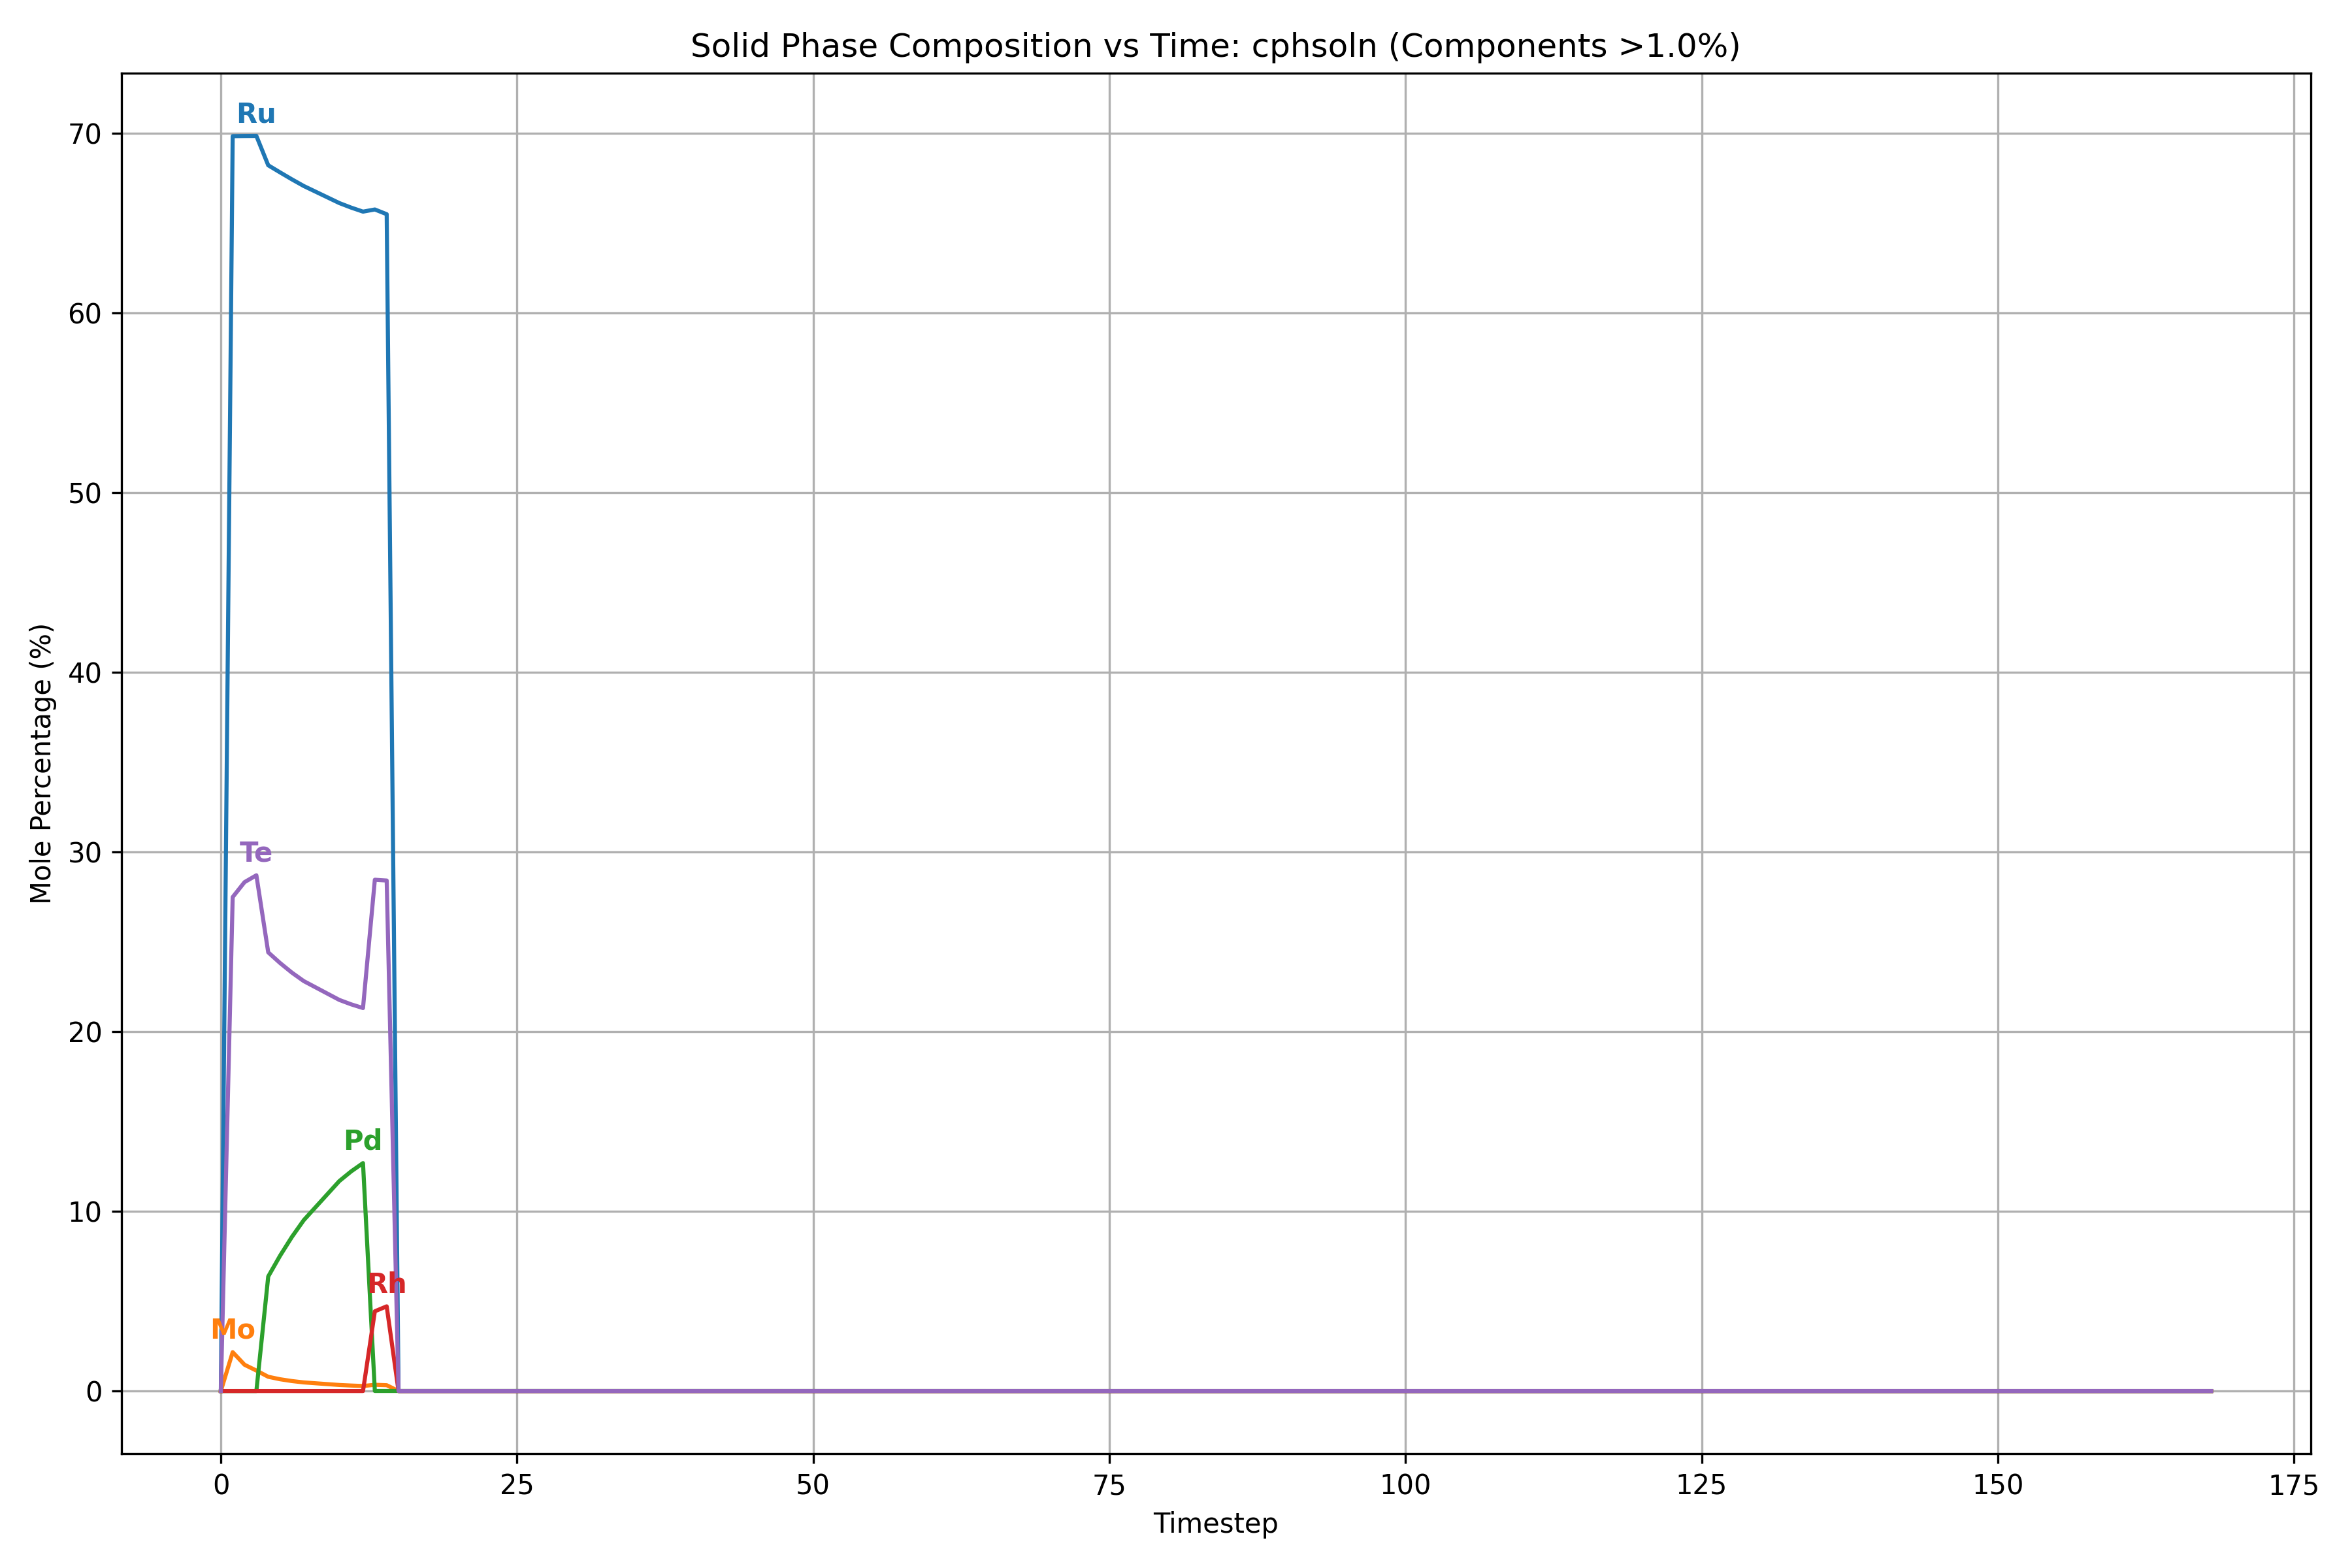 Solid Phase Composition vs Time: cphsoln (Components >1.0%)
Mole Percentage (%)
70
60
50
40
30
20
10
0
Ru
Te
Pd
Rh
Mo
0 25 50 75 100 125 150 175
Timestep